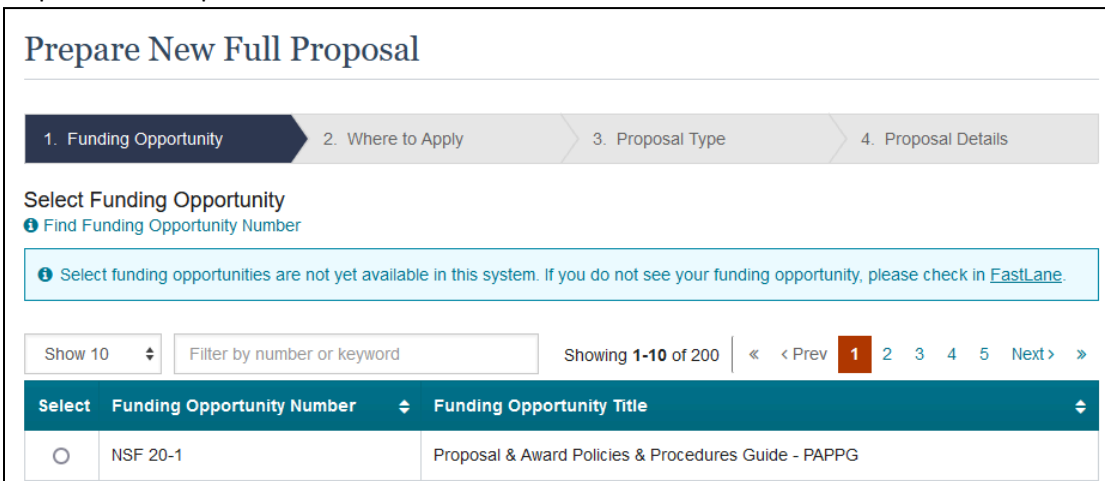 Prepare New Full Proposal
1. Funding Opportunity 2. Where to Apply 3. Proposal Type 4. Proposal Details
Select Funding Opportunity
Find Funding Opportunity Number
Select funding opportunities are not yet available in this system. If you do not see your funding opportunity, please check in FastLane.
Show 10 Filter by number or keyword Showing 1-10 of 200 « < Prev 1 2 3 4 5 Next > »
Select Funding Opportunity Number Funding Opportunity Title
NSF 20-1 Proposal & Award Policies & Procedures Guide - PAPPG